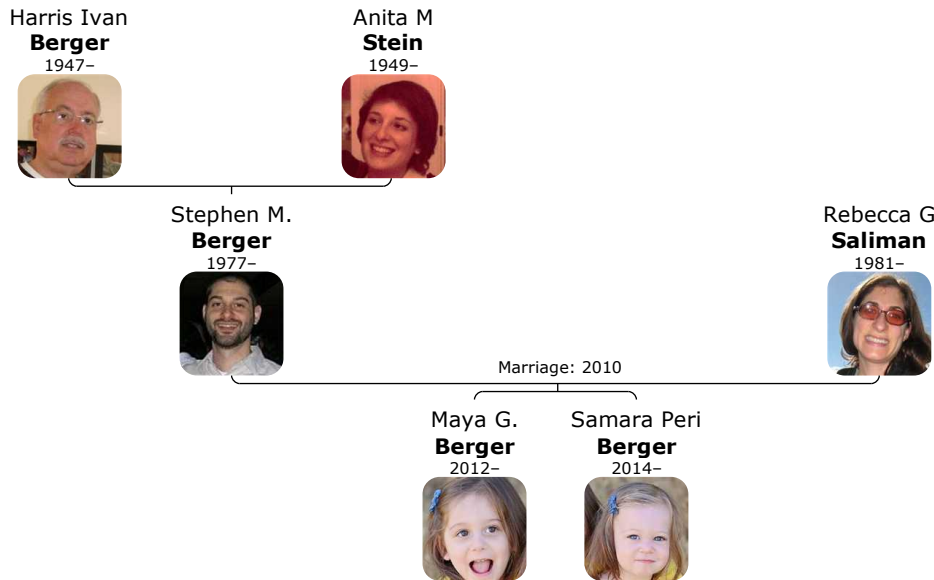 Harris Ivan
Berger
1947–
Anita M
Stein
1949–
Stephen M.
Berger
1977–
Rebecca G
Saliman
1981–
Marriage: 2010
Maya G.
Berger
2012–
Samara Peri
Berger
2014–